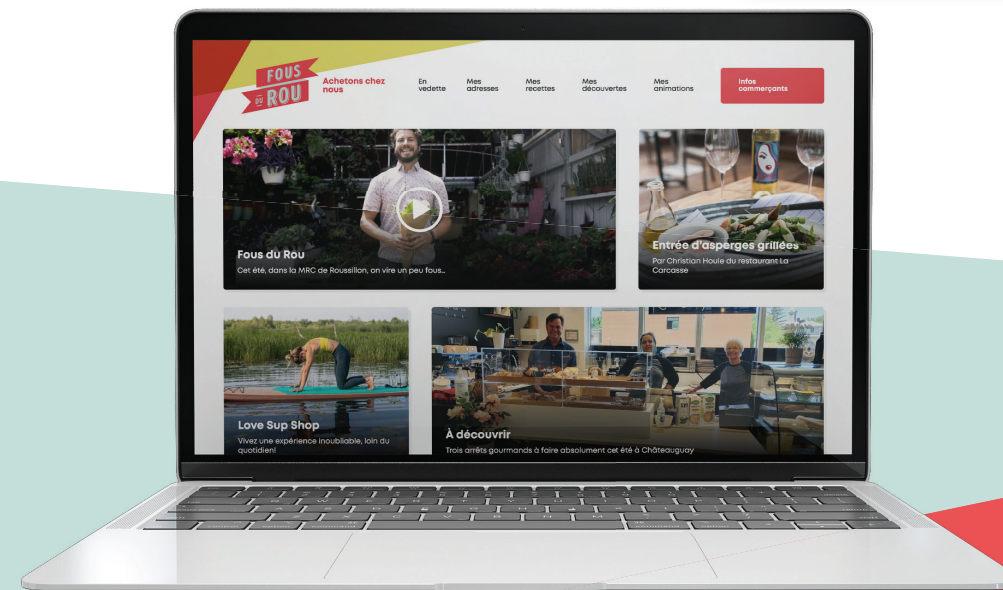 FOUS
DU ROU
Achetons chez
nous
En
vedette
Mes
adresses
Mes
recettes
Mes
découvertes
Mes
animations
Infos
commerçants
Fous du Rou
Cet été, dans la MRC de Roussillon, on vire un peu fous...
Entrée d'asperges grillées
Par Christian Houle du restaurant La
Carcasse
Love Sup Shop
Vivez une expérience inoubliable, loin du
quotidien!
À découvrir
Trois arrêts gourmands à faire absolument cet été à Châteauguay